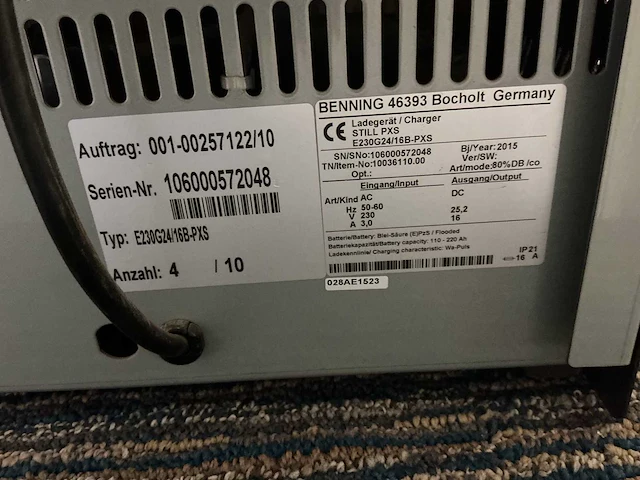 Auftrag: 001-00257122/10
Serien-Nr. 106000572048
Typ: E230G24/16B-PXS
Anzahl: 4 / 10
BENNING 46393 Bocholt Germany
CE Ladegerät / Charger
STILL PXS
E230G24/16B-PXS
SN/SNo: 106000572048 Bj/Year: 2015
TN/Item-No: 10036110.00 Ver/SW:
Opt.: Art/mode: 80%DB /co
Eingang/Input Ausgang/Output
Art/Kind AC DC
Hz 50-60
V 230 25,2
A 3,0 16
Batterie/Battery: Blei-Säure (E)PzS / Flooded
Batteriekapazität/Battery capacity: 110 - 220 Ah
Ladekennlinie/ Charging characteristic: Wa-Puls
IP21
16 A
028AE1523